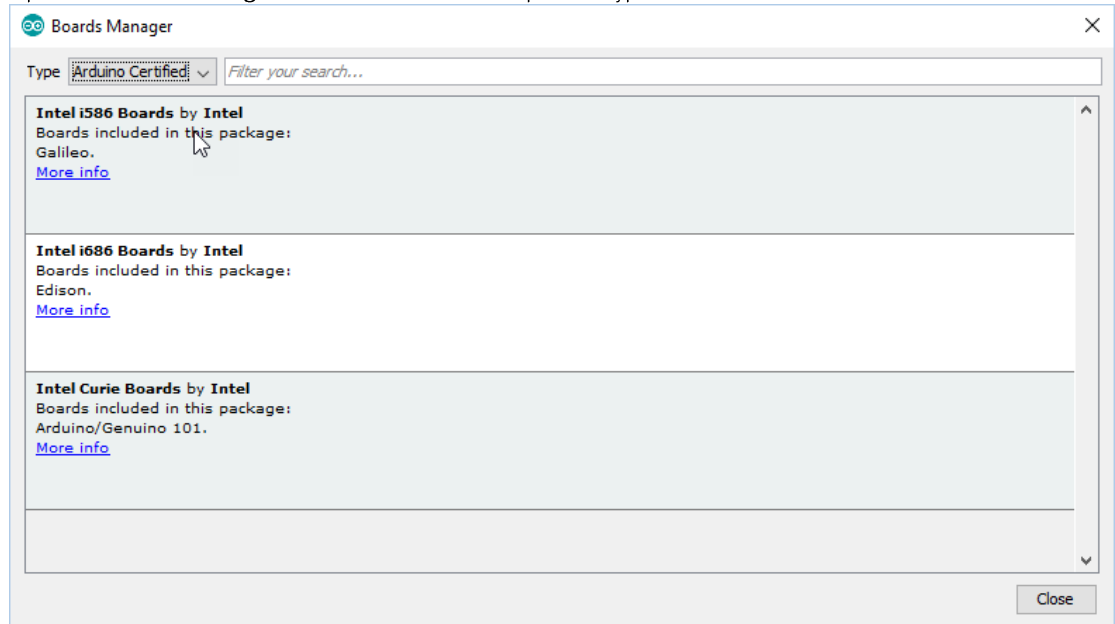 Boards Manager
Type Arduino Certified Filter your search...
Intel i586 Boards by Intel
Boards included in this package:
Galileo.
More info
Intel i686 Boards by Intel
Boards included in this package:
Edison.
More info
Intel Curie Boards by Intel
Boards included in this package:
Arduino/Genuino 101.
More info
Close